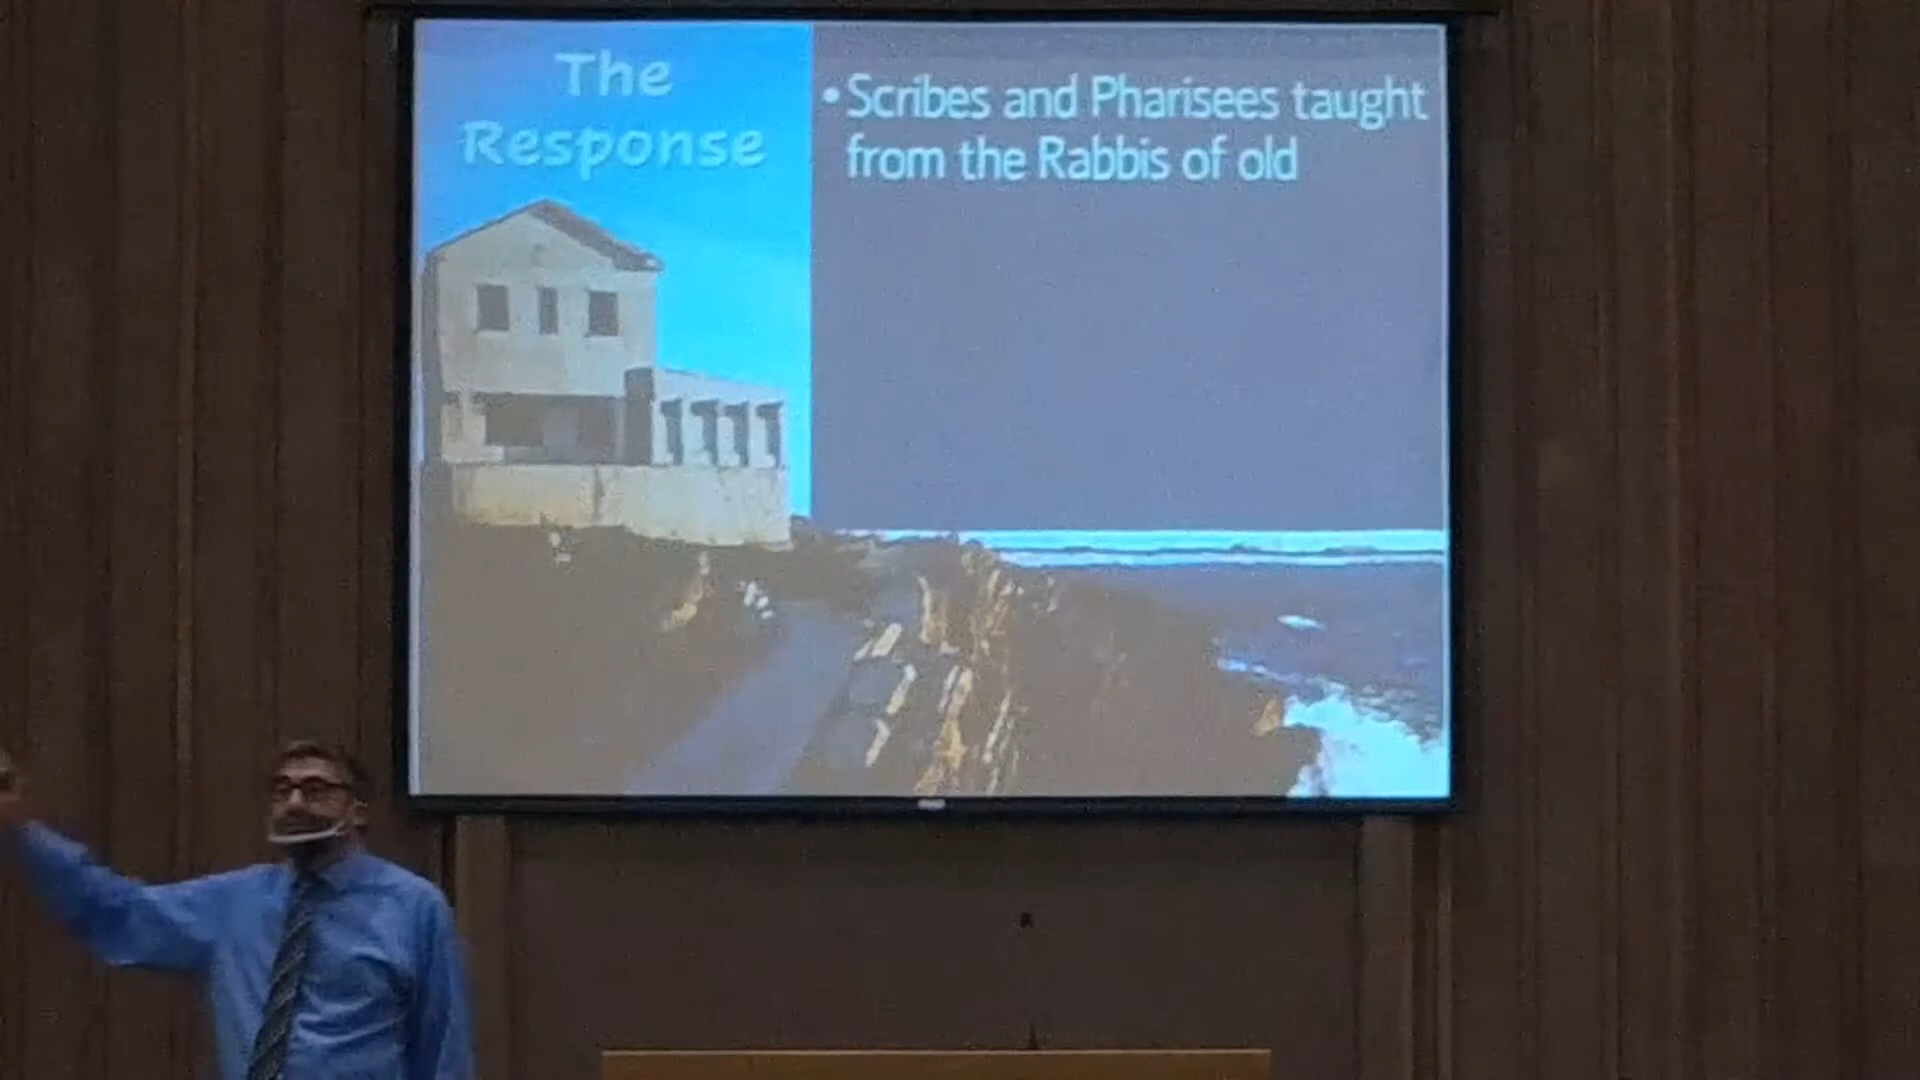 The
Response
• Scribes and Pharisees taught
from the Rabbis of old